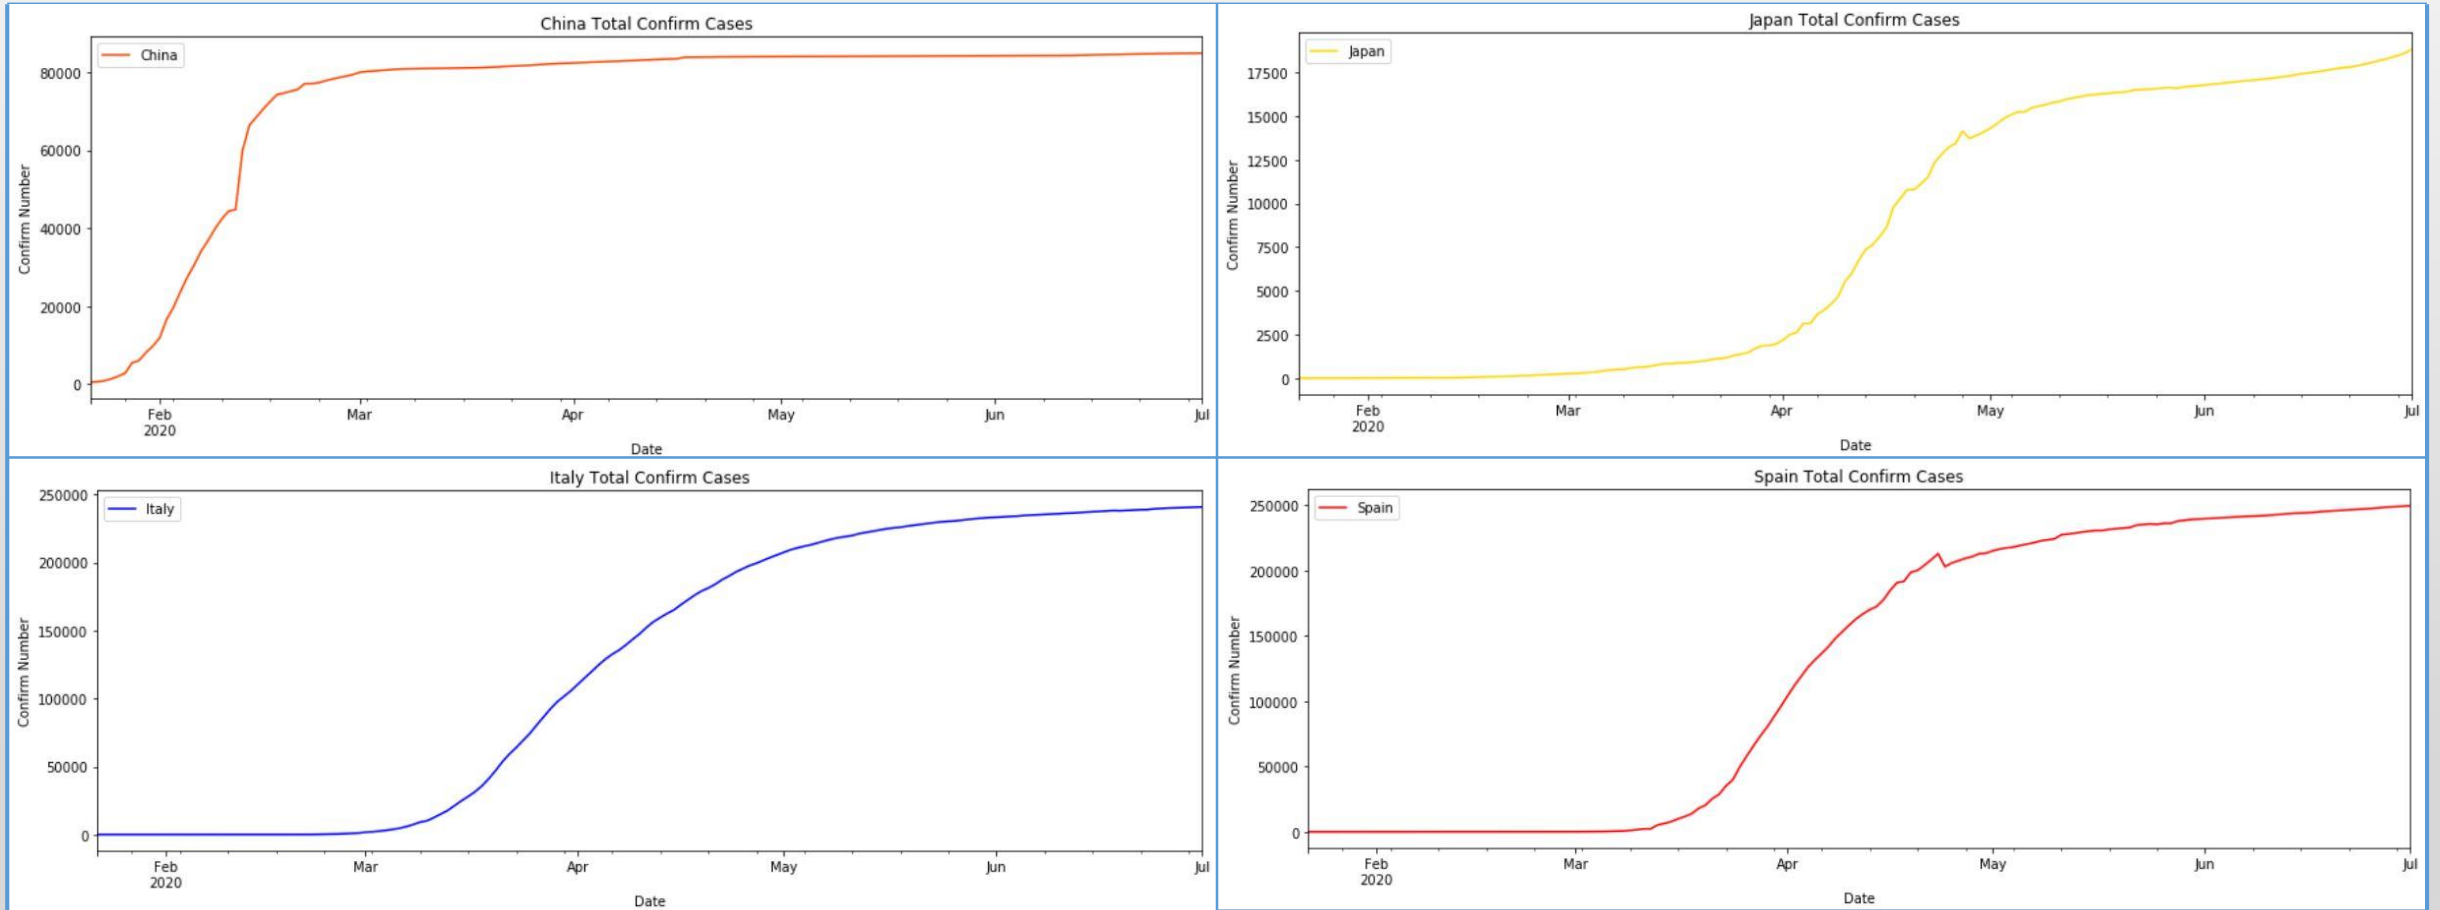 China Total Confirm Cases
China
80000
60000
40000
20000
0
Confirm Number
Feb
2020
Mar
Apr
May
Jun
Jul
Date
Japan Total Confirm Cases
Japan
17500
15000
12500
10000
7500
5000
2500
0
Confirm Number
Feb
2020
Mar
Apr
May
Jun
Jul
Date
Italy Total Confirm Cases
Italy
250000
200000
150000
100000
50000
0
Confirm Number
Feb
2020
Mar
Apr
May
Jun
Jul
Date
Spain Total Confirm Cases
Spain
250000
200000
150000
100000
50000
0
Confirm Number
Feb
2020
Mar
Apr
May
Jun
Jul
Date